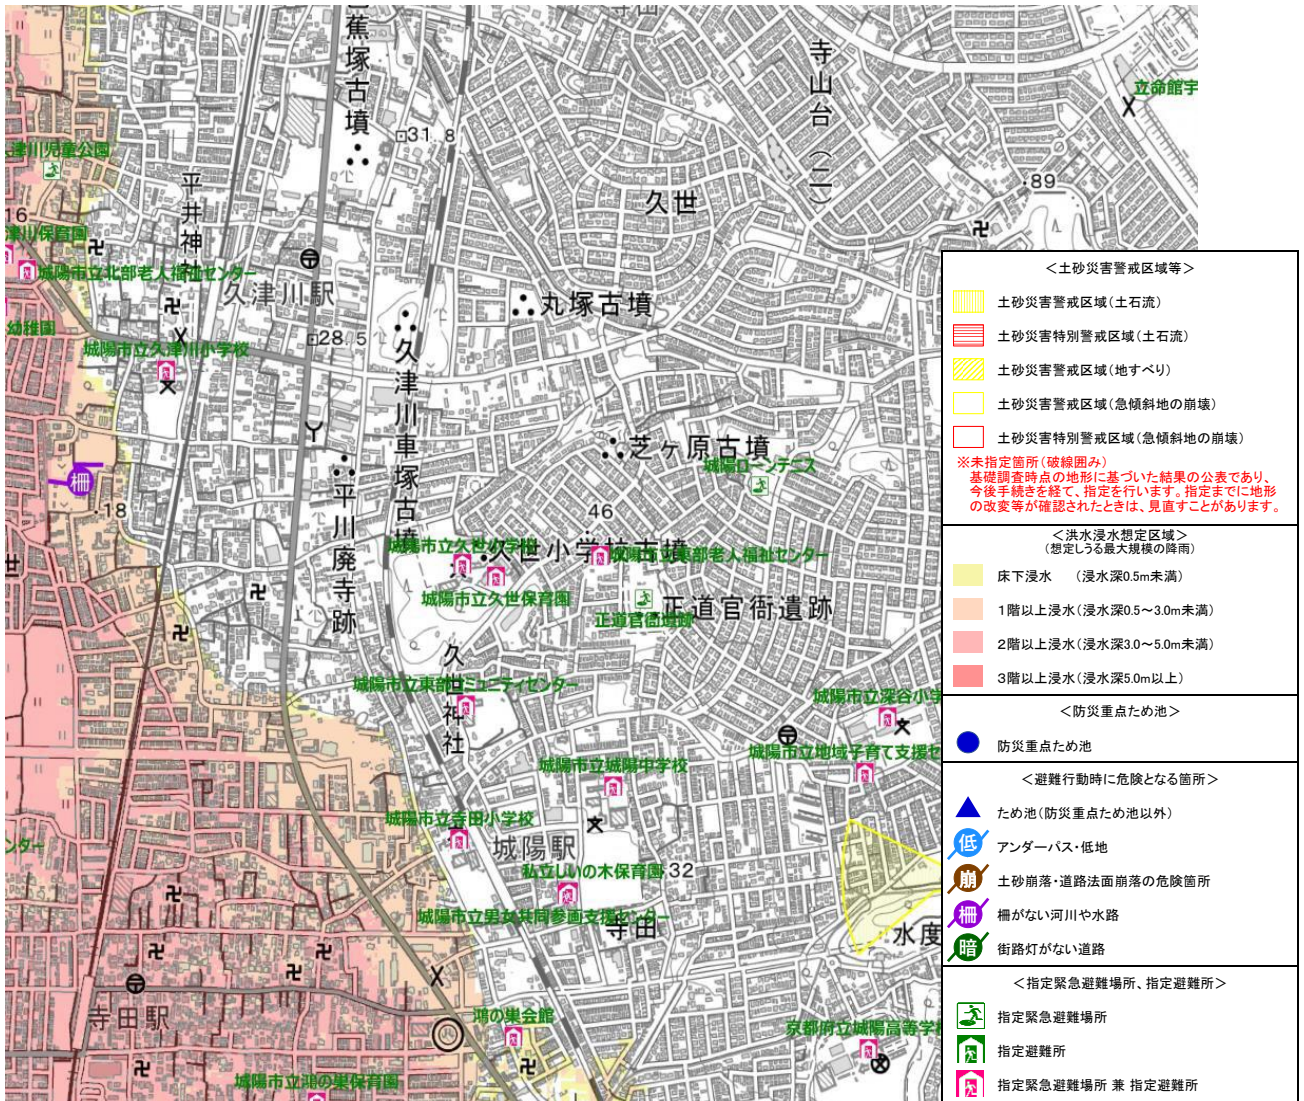 蕉塚古墳
31.8
寺山台(二)
立命館宇
津川児童公園
平井神社
久世
89
16
津川保育園
城陽市立北部老人福祉センター
久津川駅
丸塚古墳
幼稚園
28.5
城陽市立久津川小学校
久津川車塚古墳
芝ヶ原古墳
城陽ローンテニス
柵
18
平川廃寺跡
46
城陽市立久世小学校
久世小学校古墳
城陽市立東部老人福祉センター
世
城陽市立久世保育園
正道官衙遺跡
正道官衙遺跡
久世神社
城陽市立東部コミュニティセンター
城陽市立深谷小学
城陽市立地域子育て支援セ
城陽市立城陽中学校
城陽市立寺田小学校
ンター
城陽駅
私立しいの木保育園
32
城陽市立男女共同参画支援センター
寺田
水度
寺田駅
鴻の巣会館
京都府立城陽高等学校
城陽市立鴻の巣保育園
<土砂災害警戒区域等>
土砂災害警戒区域(土石流)
土砂災害特別警戒区域(土石流)
土砂災害警戒区域(地すべり)
土砂災害警戒区域(急傾斜地の崩壊)
土砂災害特別警戒区域(急傾斜地の崩壊)
※未指定箇所(破線囲み)
基礎調査時点の地形に基づいた結果の公表であり、
今後手続きを経て、指定を行います。指定までに地形
の改変等が確認されたときは、見直すことがあります。
<洪水浸水想定区域>
(想定しうる最大規模の降雨)
床下浸水 (浸水深0.5m未満)
1階以上浸水(浸水深0.5～3.0m未満)
2階以上浸水(浸水深3.0～5.0m未満)
3階以上浸水(浸水深5.0m以上)
<防災重点ため池>
防災重点ため池
<避難行動時に危険となる箇所>
ため池(防災重点ため池以外)
低 アンダーパス・低地
崩 土砂崩落・道路法面崩落の危険箇所
柵 柵がない河川や水路
暗 街路灯がない道路
<指定緊急避難場所、指定避難所>
指定緊急避難場所
指定避難所
指定緊急避難場所 兼 指定避難所